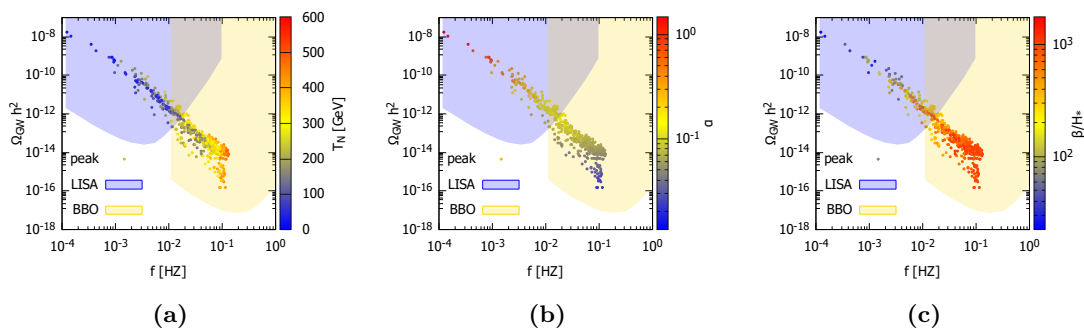 10^-8
10^-10
10^-12
10^-14
10^-16
10^-18
Ω_GW h^2
peak
LISA
BBO
10^-4 10^-3 10^-2 10^-1 10^0
f [HZ]
600
500
400
300
200
100
0
T_N [GeV]
(a)
10^-8
10^-10
10^-12
10^-14
10^-16
10^-18
Ω_GW h^2
peak
LISA
BBO
10^-4 10^-3 10^-2 10^-1 10^0
f [HZ]
10^0
10^-1
α
(b)
10^-8
10^-10
10^-12
10^-14
10^-16
10^-18
Ω_GW h^2
peak
LISA
BBO
10^-4 10^-3 10^-2 10^-1 10^0
f [HZ]
10^3
10^2
β/H*
(c)